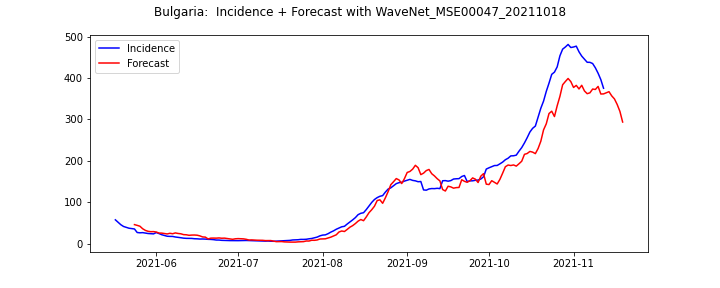 Bulgaria:  Incidence + Forecast with WaveNet_MSE00047_20211018
Incidence
Forecast
500
400
300
200
100
0
2021-06 2021-07 2021-08 2021-09 2021-10 2021-11